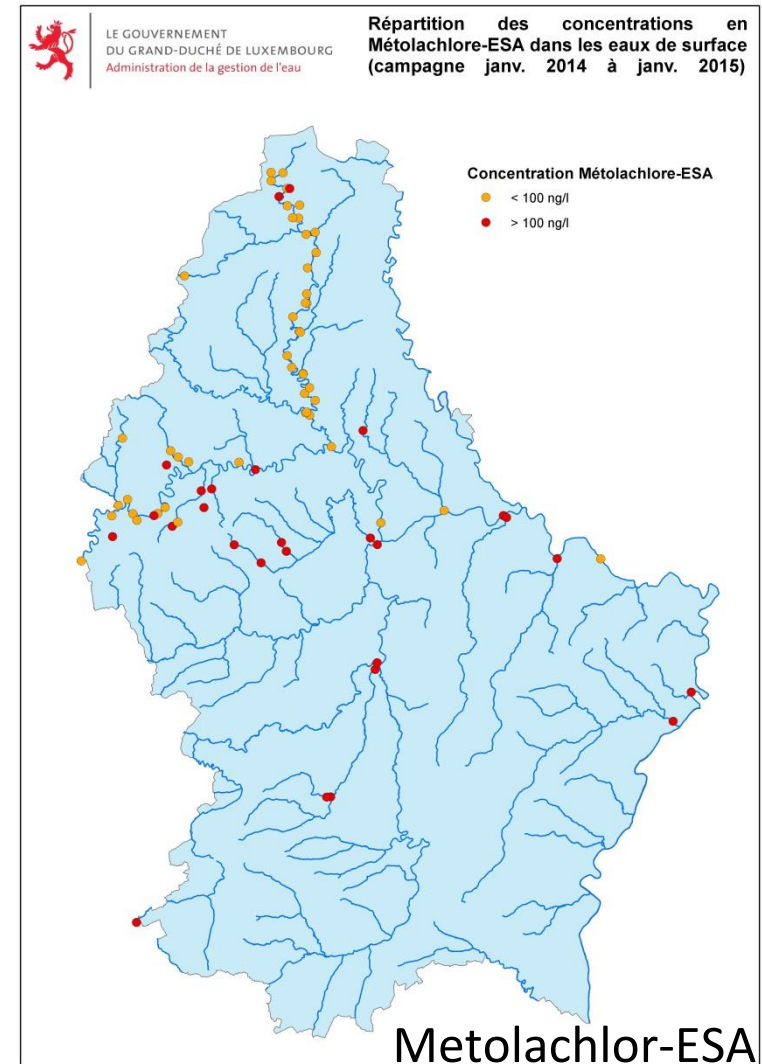 LE GOUVERNEMENT
DU GRAND-DUCHÉ DE LUXEMBOURG
Administration de la gestion de l'eau
Répartition des concentrations en
Métolachlore-ESA dans les eaux de surface
(campagne janv. 2014 à janv. 2015)
Concentration Métolachlore-ESA
< 100 ng/l
> 100 ng/l
Metolachlor-ESA